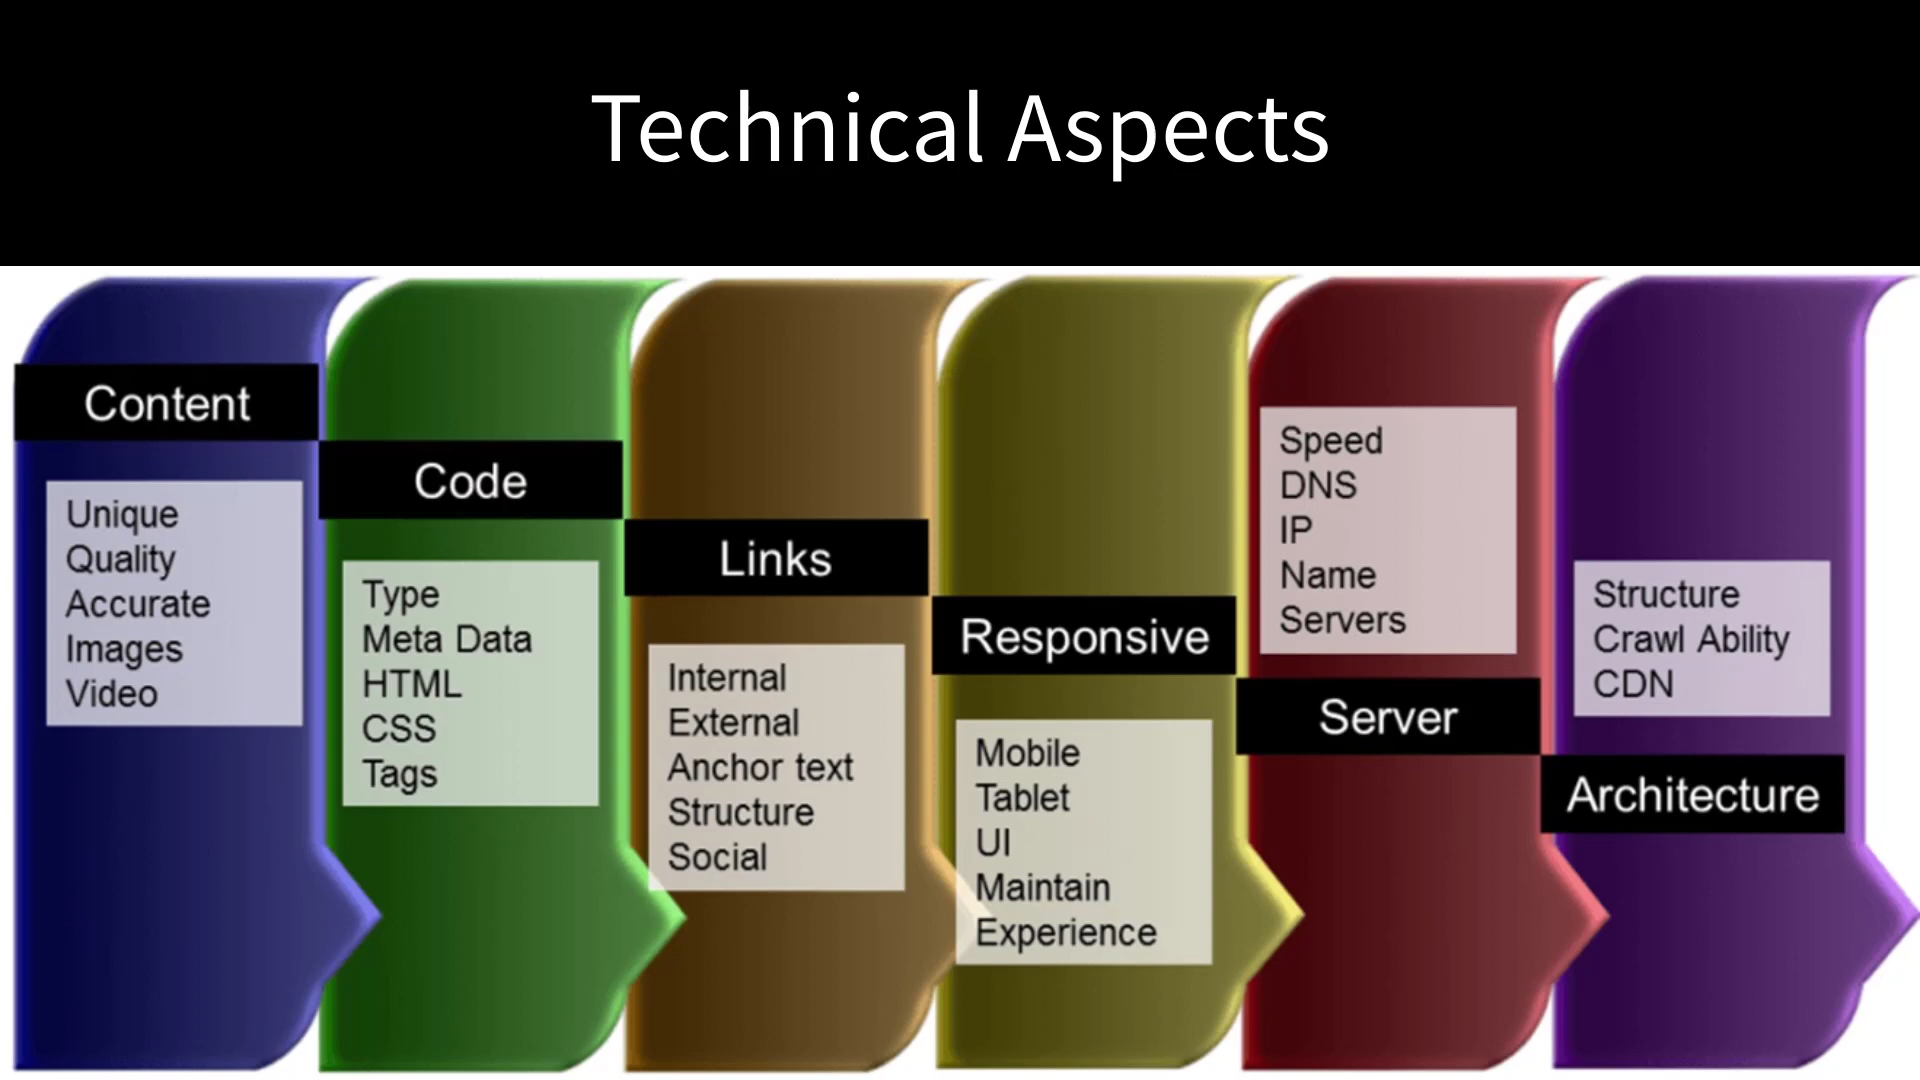 Technical Aspects
Content
Unique
Quality
Accurate
Images
Video
Code
Type
Meta Data
HTML
CSS
Tags
Links
Internal
External
Anchor text
Structure
Social
Responsive
Mobile
Tablet
UI
Maintain
Experience
Speed
DNS
IP
Name
Servers
Server
Structure
Crawl Ability
CDN
Architecture